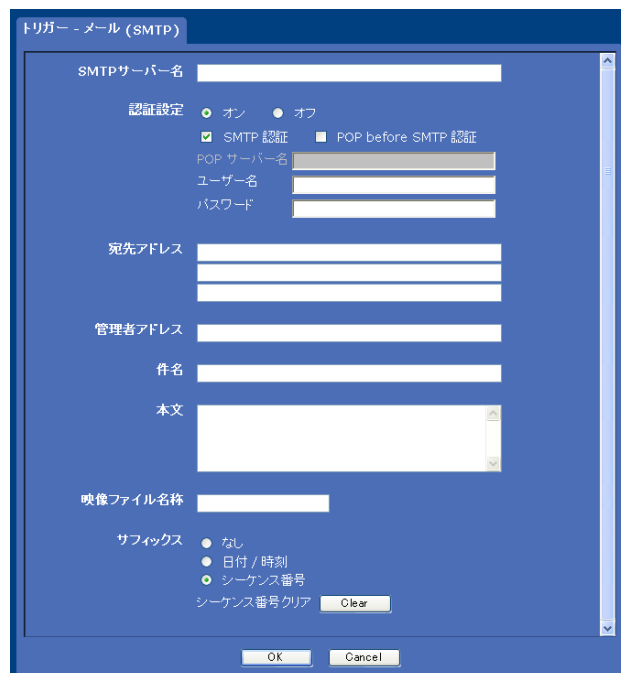 トリガー - メール (SMTP)
SMTPサーバー名
認証設定
オン オフ
SMTP 認証 POP before SMTP 認証
POP サーバー名
ユーザー名
パスワード
宛先アドレス
管理者アドレス
件名
本文
映像ファイル名称
サフィックス
なし
日付 / 時刻
シーケンス番号
シーケンス番号クリア Clear
OK Cancel